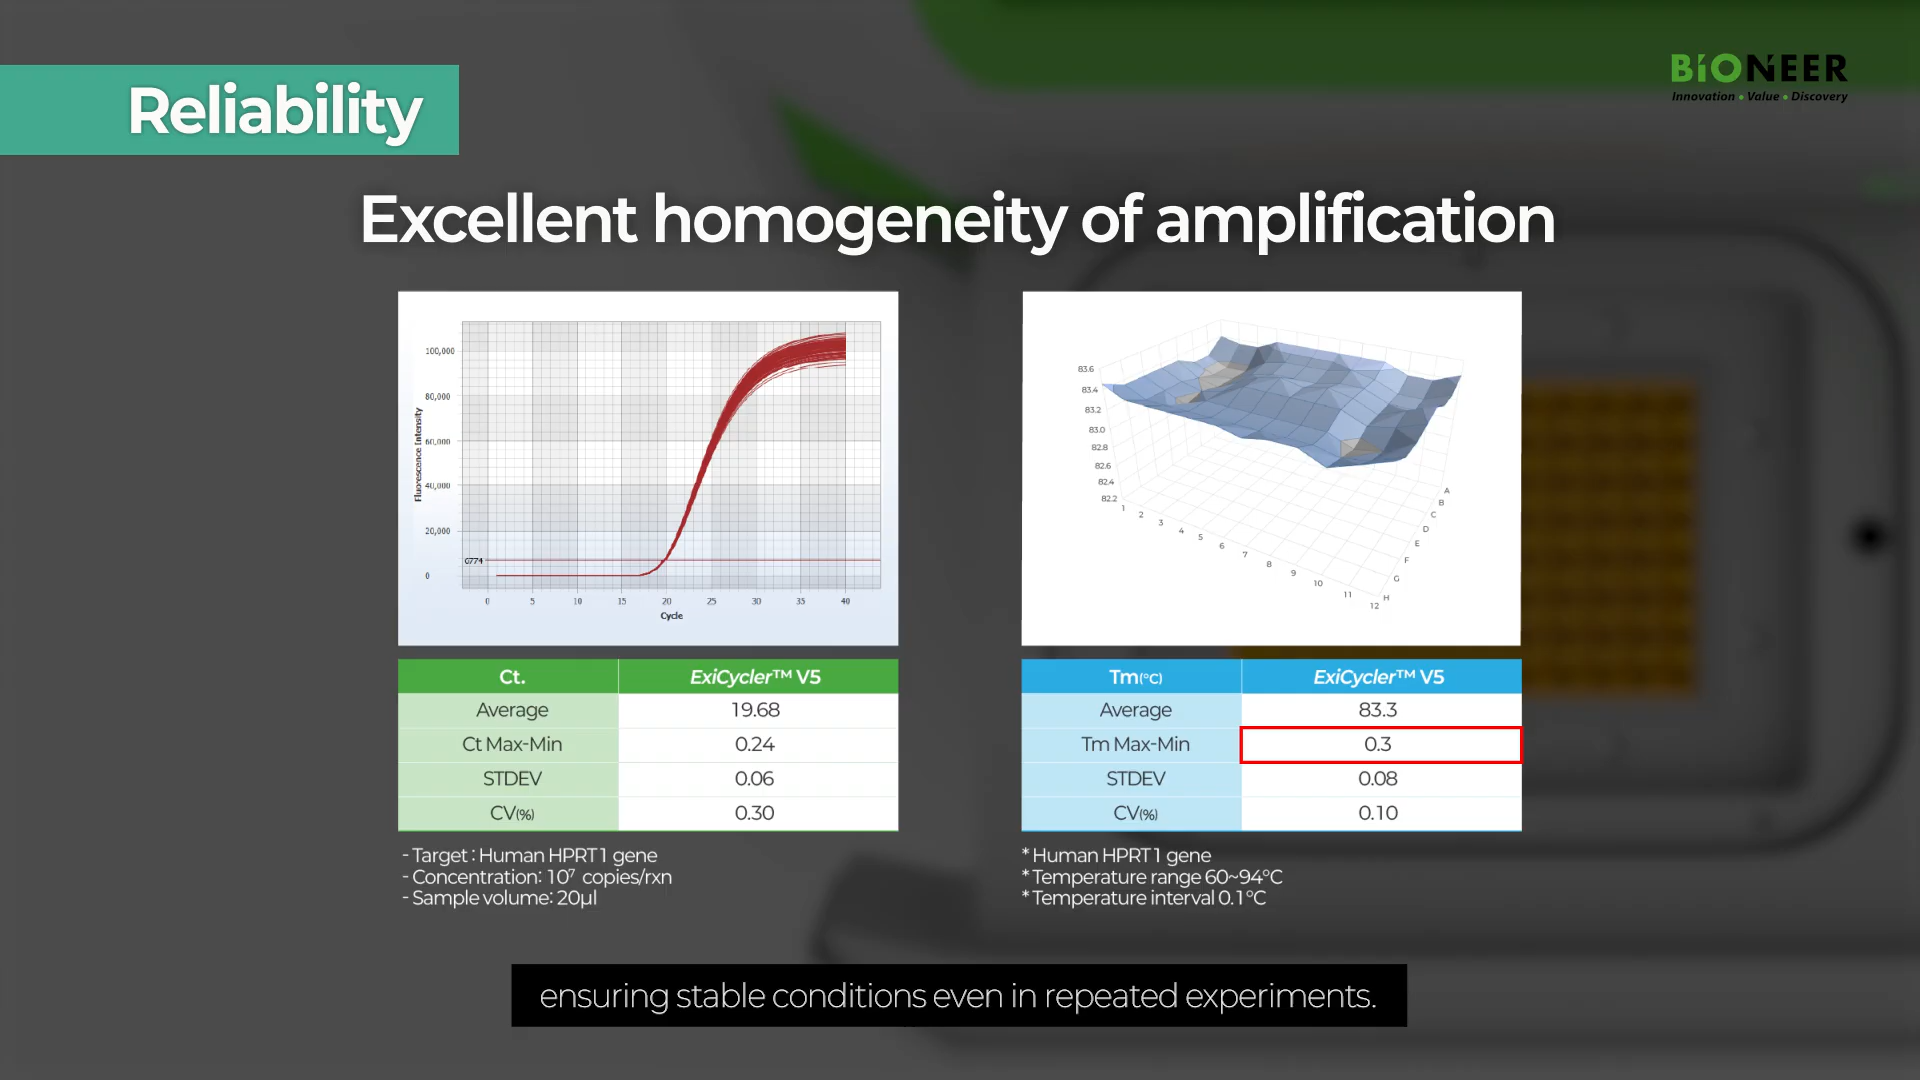 BIONEER
Innovation • Value • Discovery
Reliability
Excellent homogeneity of amplification
Fluorescence Intensity
100,000
80,000
60,000
40,000
20,000
6774
0
0 5 10 15 20 25 30 35 40
Cycle
83.6
83.4
83.2
83.0
82.8
82.6
82.4
82.2
1 2 3 4 5 6 7 8 9 10 11 12
A
B
C
D
E
F
G
H
Ct. ExiCycler™ V5
Average 19.68
Ct Max-Min 0.24
STDEV 0.06
CV(%) 0.30
- Target : Human HPRT1 gene
- Concentration: 10⁷ copies/rxn
- Sample volume: 20µl
Tm(°C) ExiCycler™ V5
Average 83.3
Tm Max-Min 0.3
STDEV 0.08
CV(%) 0.10
* Human HPRT1 gene
* Temperature range 60~94°C
* Temperature interval 0.1°C
ensuring stable conditions even in repeated experiments.